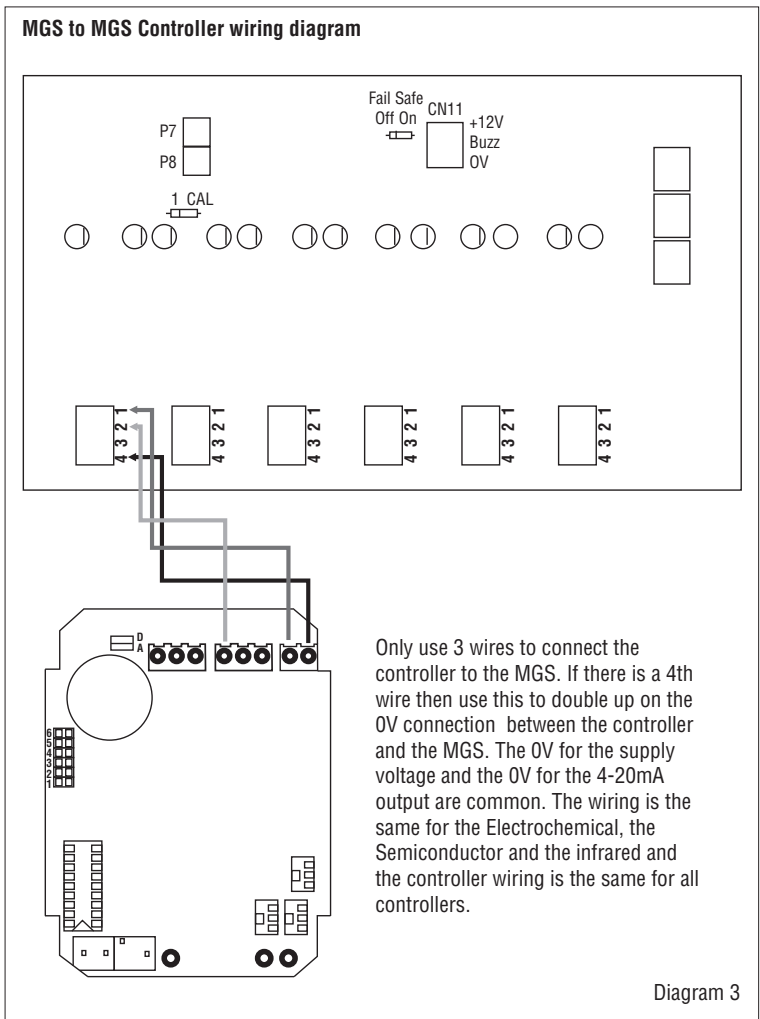 MGS to MGS Controller wiring diagram
Fail Safe
Off On
CN11
+12V
Buzz
0V
P7
P8
1 CAL
1 2 3 4
1 2 3 4
1 2 3 4
1 2 3 4
1 2 3 4
1 2 3 4
D
A
6
5
4
3
2
1
Only use 3 wires to connect the
controller to the MGS. If there is a 4th
wire then use this to double up on the
0V connection between the controller
and the MGS. The 0V for the supply
voltage and the 0V for the 4-20mA
output are common. The wiring is the
same for the Electrochemical, the
Semiconductor and the infrared and
the controller wiring is the same for all
controllers.
Diagram 3